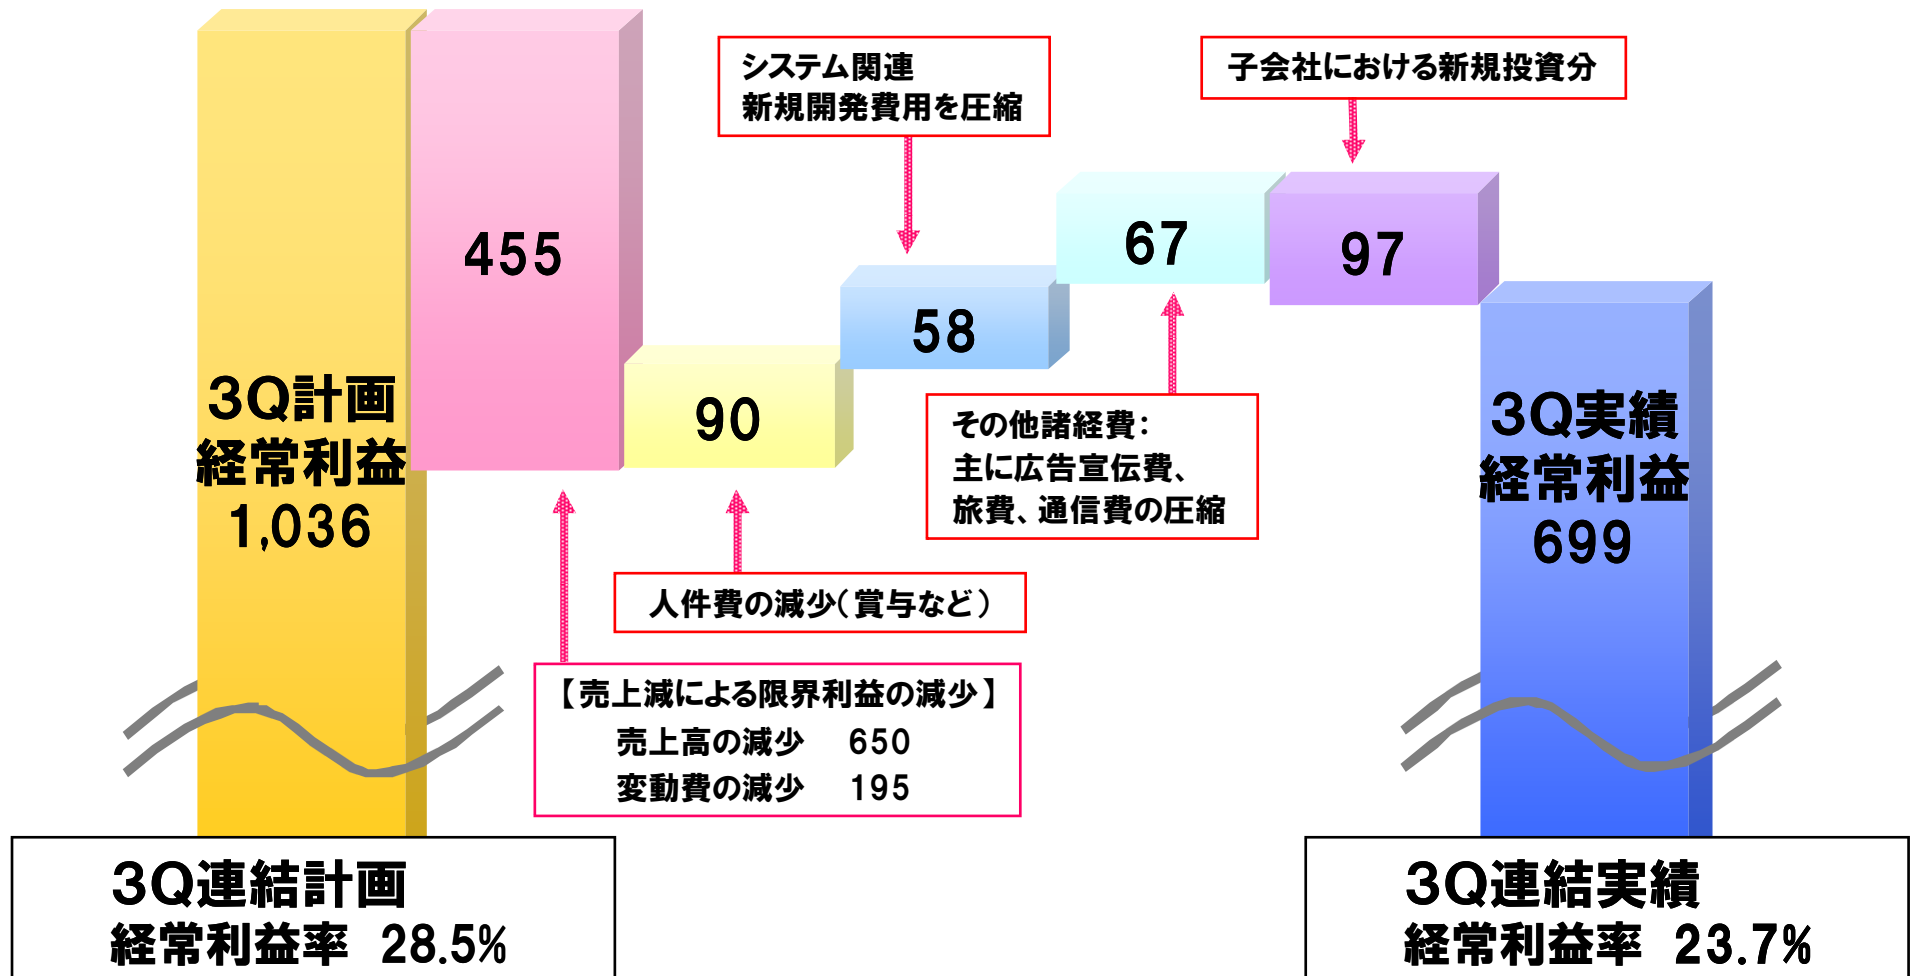 システム関連
新規開発費用を圧縮
子会社における新規投資分
455
67
97
58
90
3Q計画
経常利益
1,036
その他諸経費：
主に広告宣伝費、
旅費、通信費の圧縮
3Q実績
経常利益
699
人件費の減少（賞与など）
【売上減による限界利益の減少】
売上高の減少 650
変動費の減少 195
3Q連結計画
経常利益率 28.5%
3Q連結実績
経常利益率 23.7%